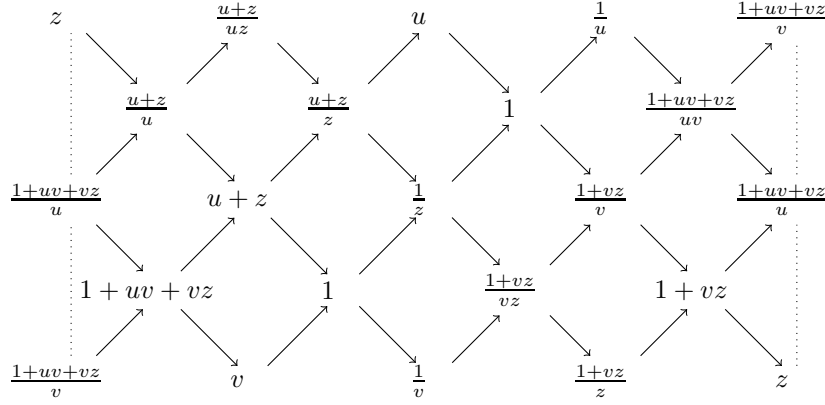 z (u+z)/(uz) u 1/u (1+uv+vz)/v
(u+z)/u (u+z)/z 1 (1+uv+vz)/(uv)
(1+uv+vz)/u u + z 1/z (1+vz)/v (1+uv+vz)/u
1 + uv + vz 1 (1+vz)/(vz) 1 + vz
(1+uv+vz)/v v 1/v (1+vz)/z z